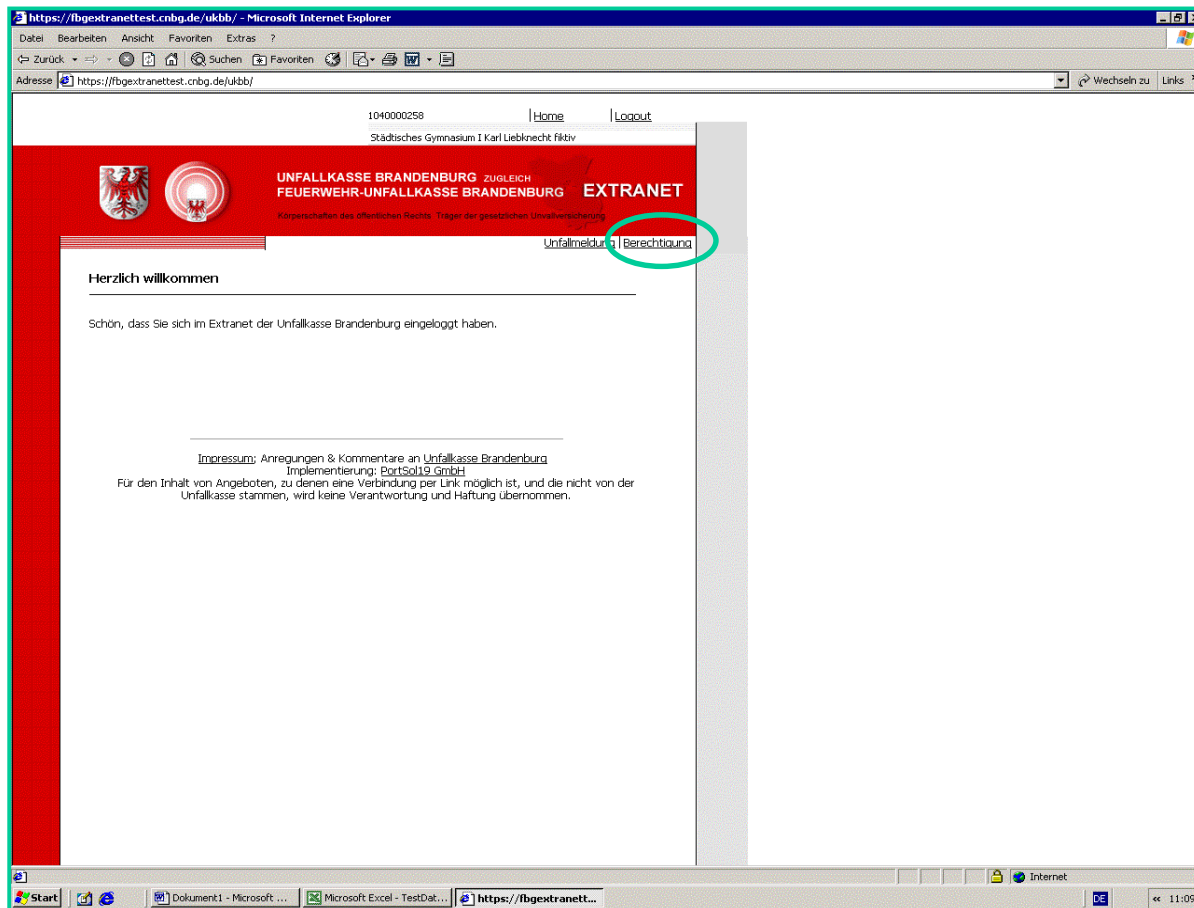 https://fbgextranettest.cnbg.de/ukbb/ - Microsoft Internet Explorer
Datei Bearbeiten Ansicht Favoriten Extras ?
Zurück Suchen Favoriten
Adresse https://fbgextranettest.cnbg.de/ukbb/ Wechseln zu Links
1040000258 Home Logout
Städtisches Gymnasium I Karl Liebknecht fiktiv
UNFALLKASSE BRANDENBURG ZUGLEICH
FEUERWEHR-UNFALLKASSE BRANDENBURG EXTRANET
Körperschaften des öffentlichen Rechts Träger der gesetzlichen Unvallversicherung
Unfallmeldung Berechtigung
Herzlich willkommen
Schön, dass Sie sich im Extranet der Unfallkasse Brandenburg eingeloggt haben.
Impressum; Anregungen & Kommentare an Unfallkasse Brandenburg
Implementierung: PortSol19 GmbH
Für den Inhalt von Angeboten, zu denen eine Verbindung per Link möglich ist, und die nicht von der
Unfallkasse stammen, wird keine Verantwortung und Haftung übernommen.
Internet
Start Dokument1 - Microsoft ... Microsoft Excel - TestDat... https://fbgextranett... DE « 11:09